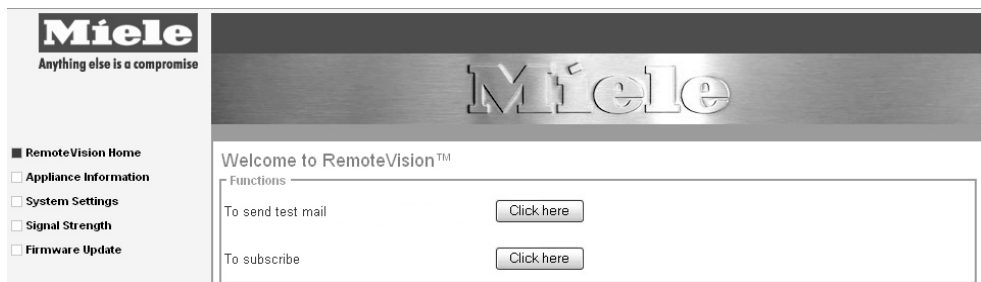 Miele
Anything else is a compromise
Miele
RemoteVision Home
Appliance Information
System Settings
Signal Strength
Firmware Update
Welcome to RemoteVision™
Functions
To send test mail Click here
To subscribe Click here